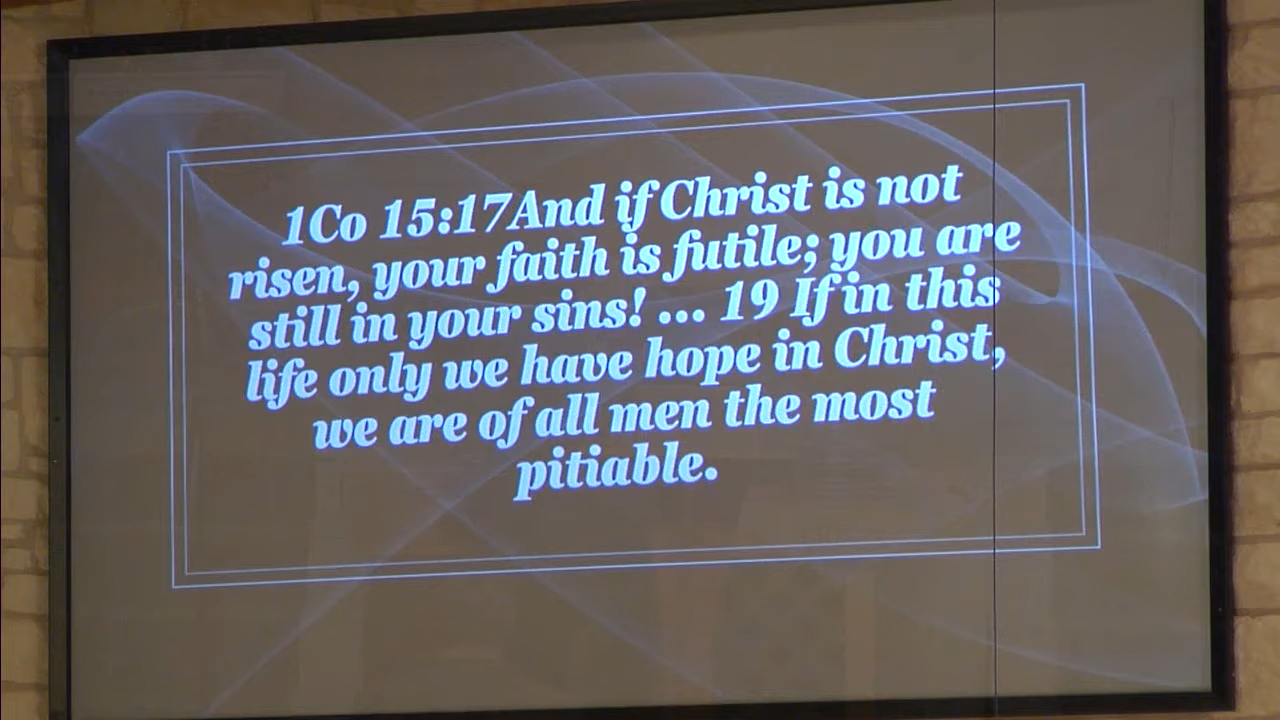 1Co 15:17And if Christ is not
risen, your faith is futile; you are
still in your sins! ... 19 If in this
life only we have hope in Christ,
we are of all men the most
pitiable.